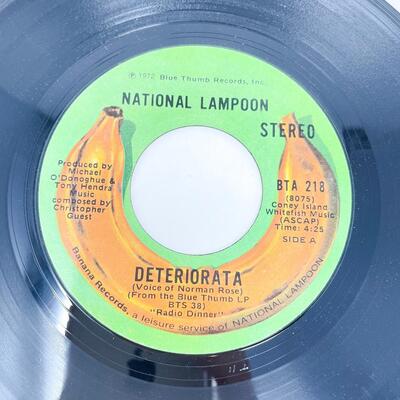 ℗ 1972 Blue Thumb Records, Inc.
NATIONAL LAMPOON
STEREO
Produced by
Michael
O'Donoghue &
Tony Hendra
Music
composed by
Christopher
Guest
BTA 218
(8075)
Coney Island
Whitefish Music
(ASCAP)
Time: 4:25
SIDE A
DETERIORATA
(Voice of Norman Rose)
(From the Blue Thumb LP
BTS 38)
"Radio Dinner"
Banana Records, a leisure service of NATIONAL LAMPOON